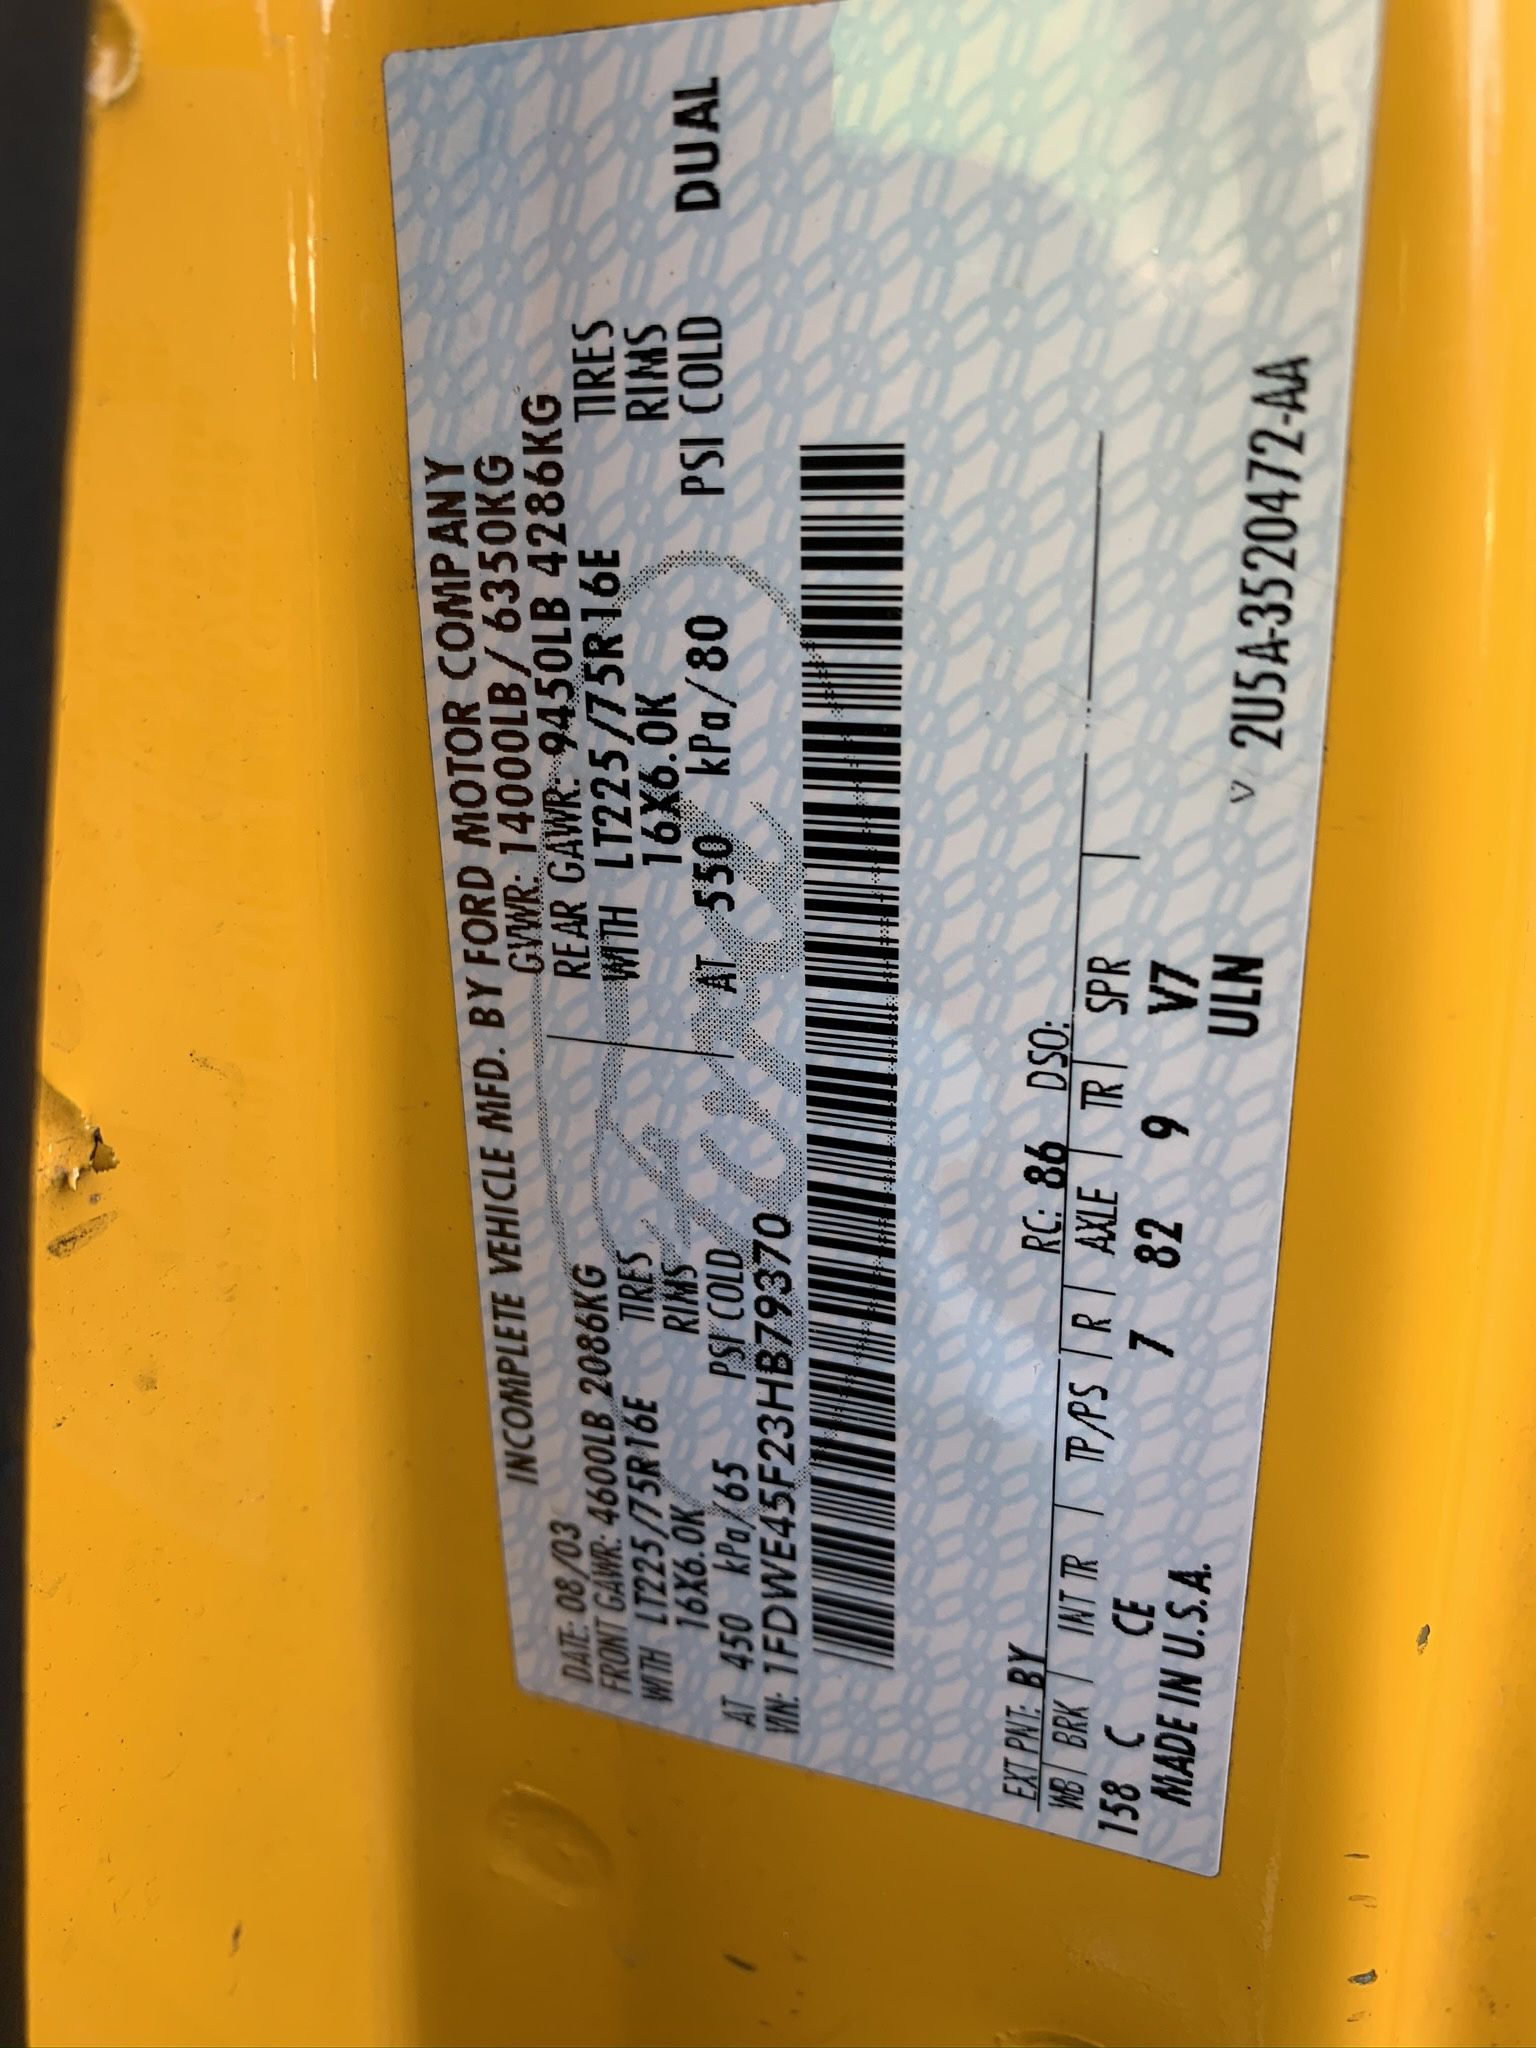 INCOMPLETE VEHICLE MFD. BY FORD MOTOR COMPANY
DATE: 08/03 GVWR: 14000LB/6350KG
FRONT GAWR: 4600LB 2086KG REAR GAWR: 9450LB 4286KG
WITH LT225/75R16E TIRES WITH LT225/75R16E TIRES
16X6.0K RIMS 16X6.0K RIMS
AT 450 kPa/65 PSI COLD AT 550 kPa/80 PSI COLD DUAL
VIN: 1FDWE45F23HB79370
Ford
EXT PNT: BY RC: 86 DSO:
WB | BRK | INT TR | TP/PS | R | AXLE | TR | SPR
158 C CE 7 7 82 9 V7
MADE IN U.S.A. ULN
V 2U5A-3520472-AA